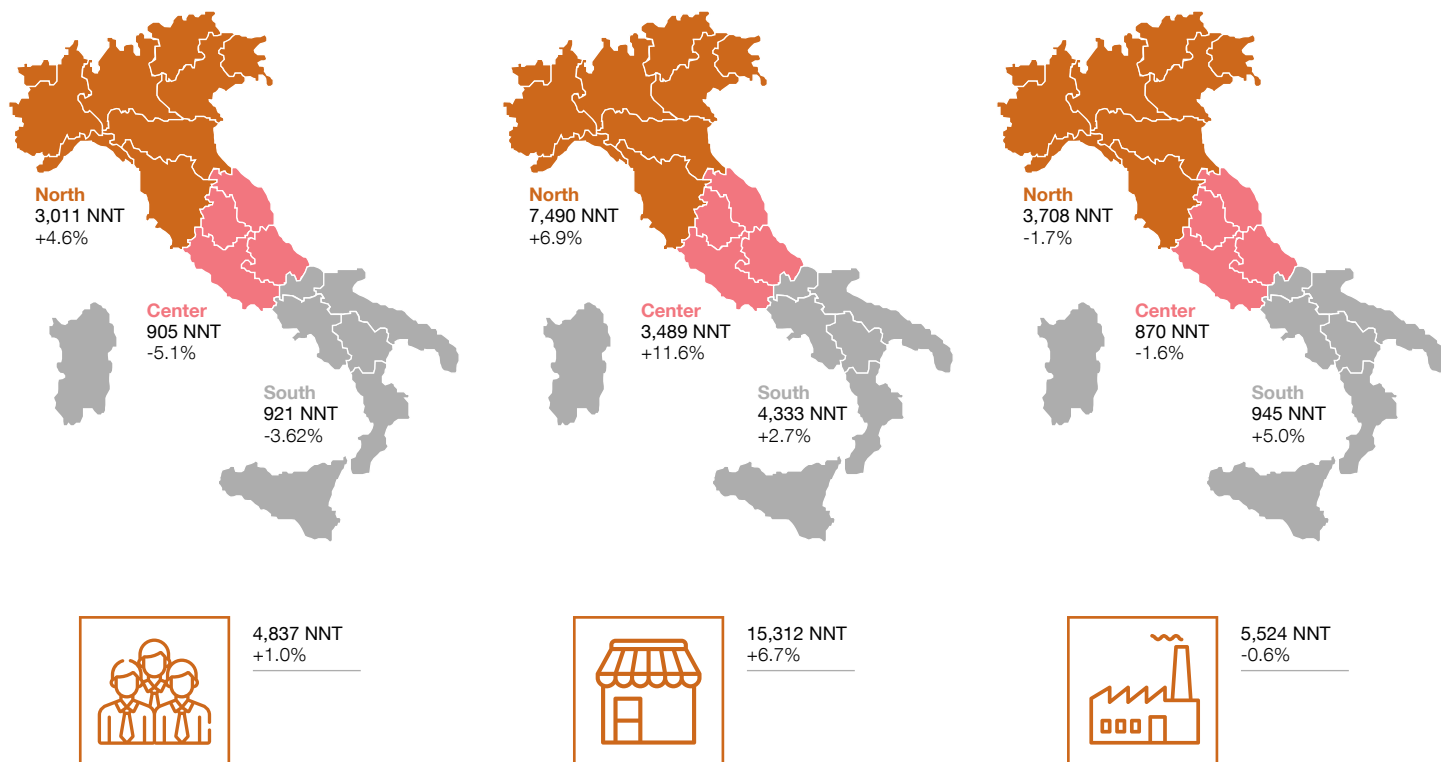 North
3,011 NNT
+4.6%
Center
905 NNT
-5.1%
South
921 NNT
-3.62%
North
7,490 NNT
+6.9%
Center
3,489 NNT
+11.6%
South
4,333 NNT
+2.7%
North
3,708 NNT
-1.7%
Center
870 NNT
-1.6%
South
945 NNT
+5.0%
4,837 NNT
+1.0%
15,312 NNT
+6.7%
5,524 NNT
-0.6%